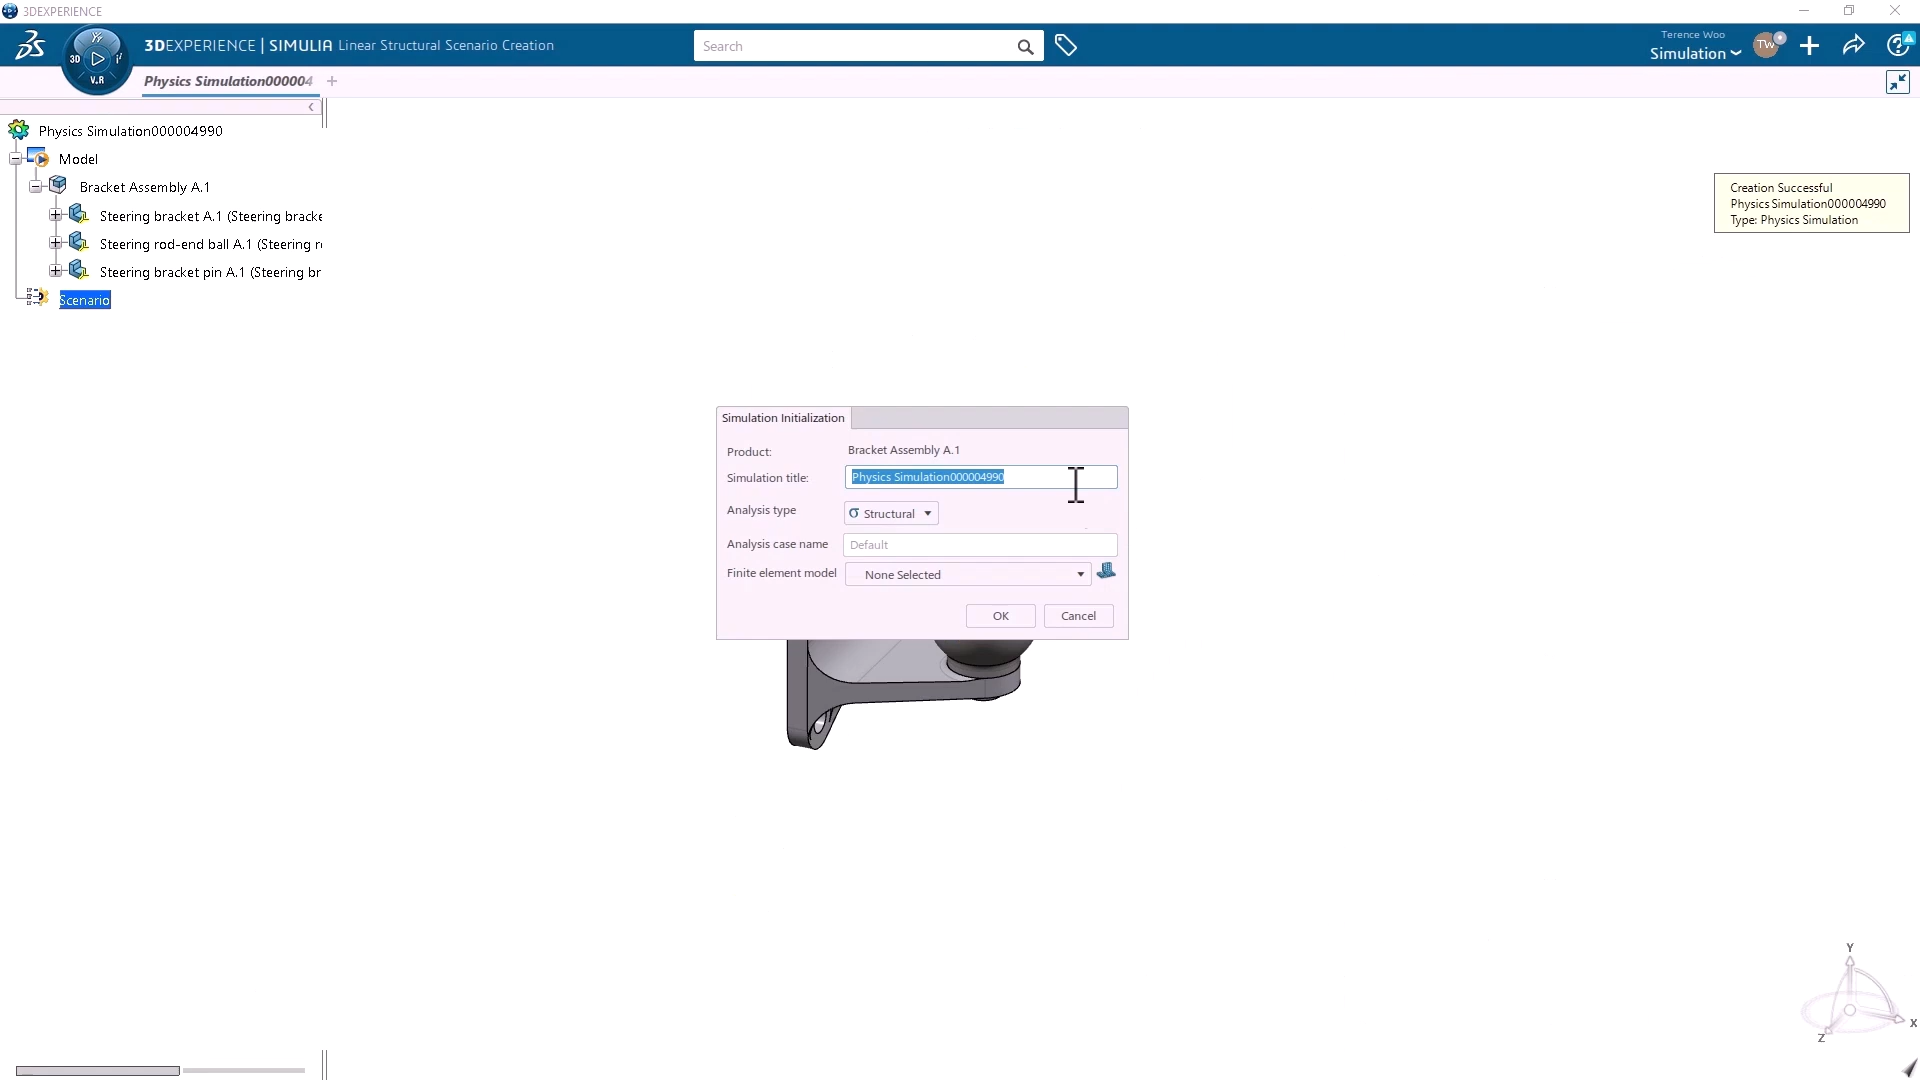 3DEXPERIENCE
3DEXPERIENCE | SIMULIA Linear Structural Scenario Creation
Search
Terence Woo
Simulation
TW
3D
V.R
Physics Simulation000004
Physics Simulation000004990
Model
Bracket Assembly A.1
Steering bracket A.1 (Steering bracke
Steering rod-end ball A.1 (Steering r
Steering bracket pin A.1 (Steering br
Scenario
Creation Successful
Physics Simulation000004990
Type: Physics Simulation
Simulation Initialization
Product: Bracket Assembly A.1
Simulation title: Physics Simulation000004990
Analysis type Structural
Analysis case name Default
Finite element model None Selected
OK Cancel
Y
X
Z